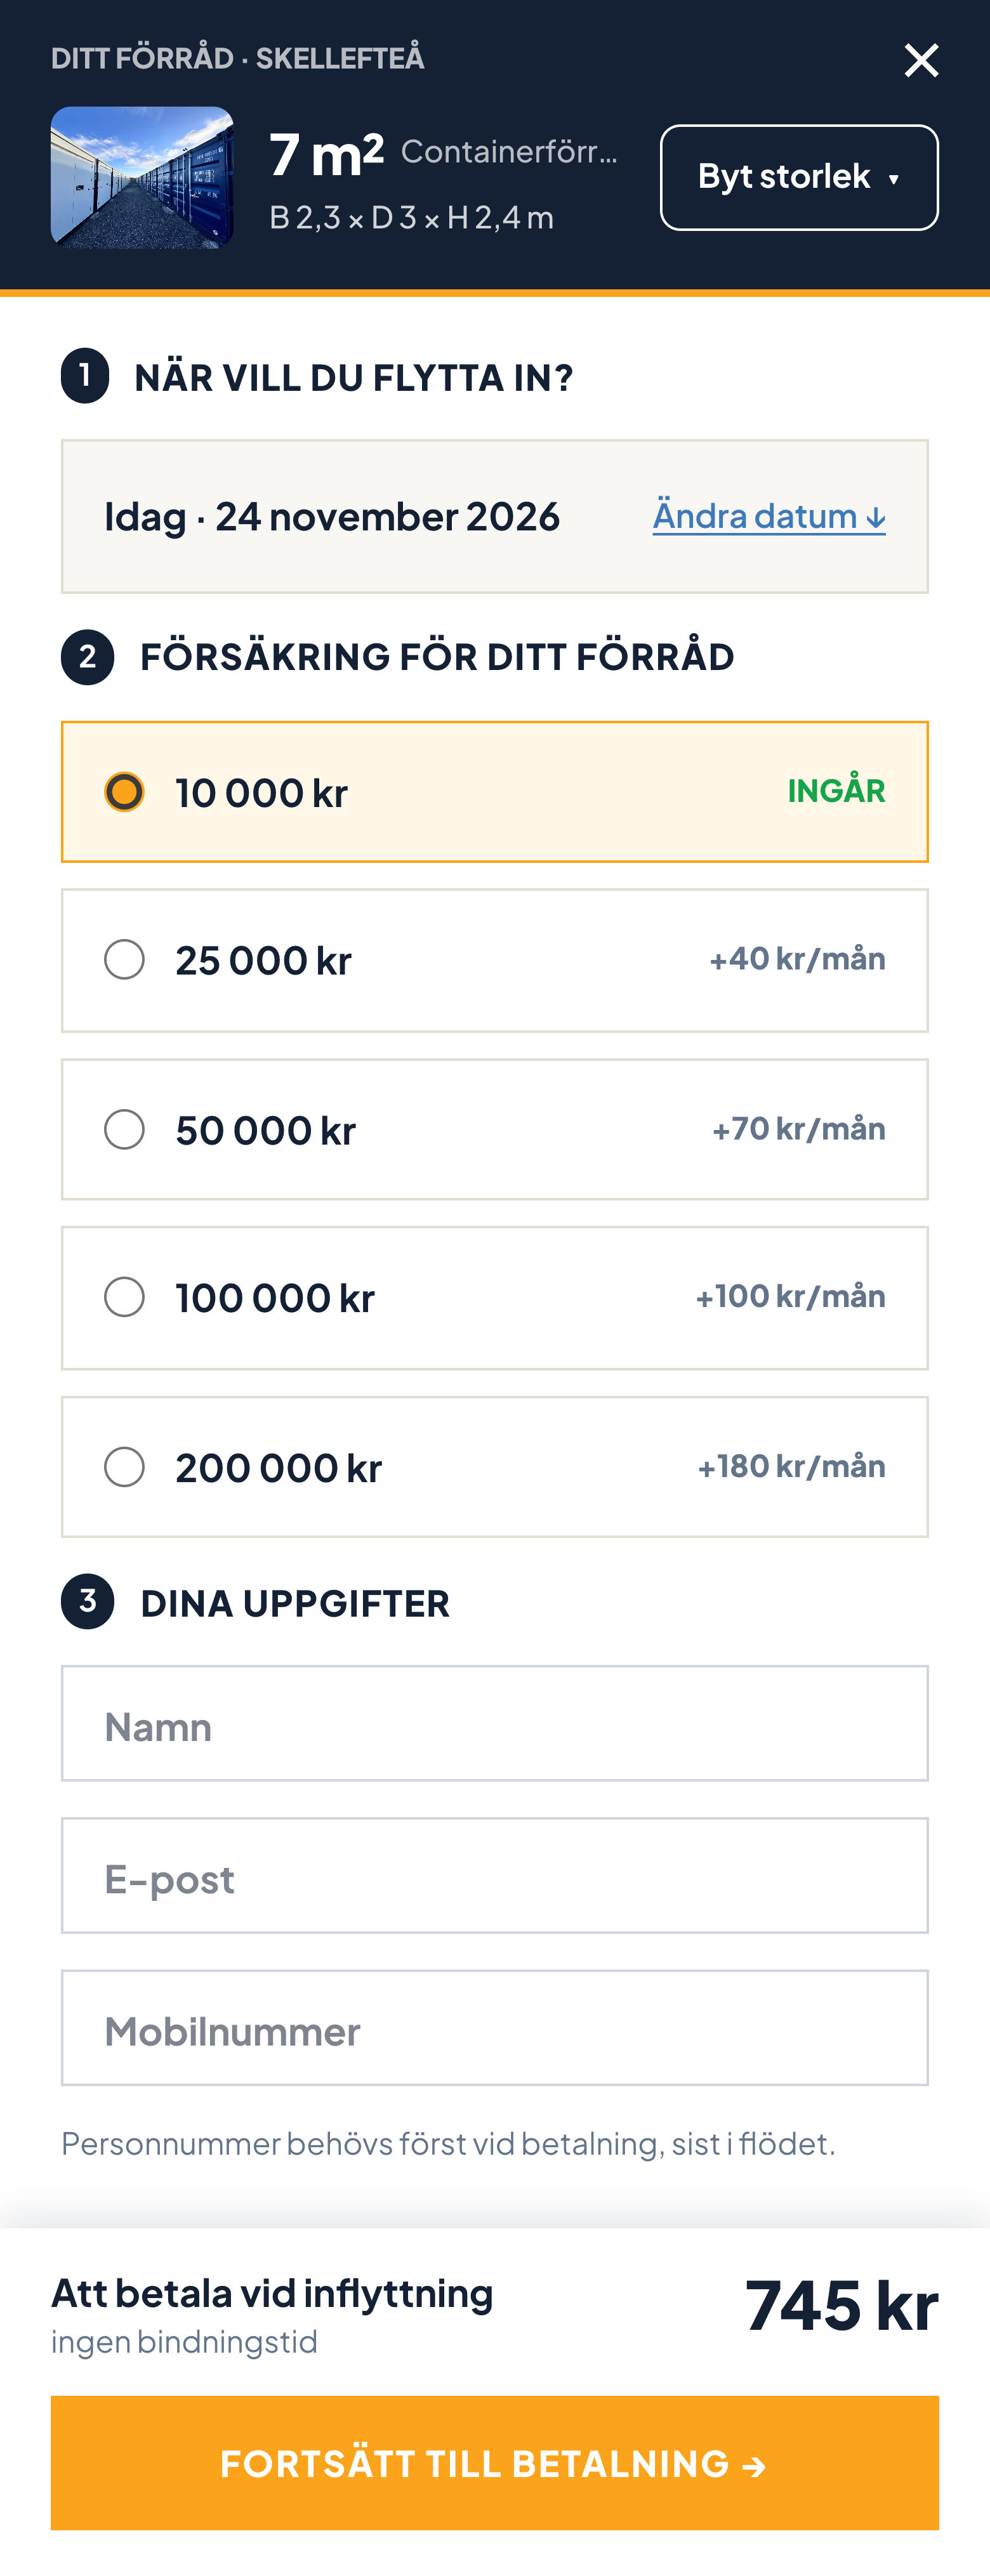 DITT FÖRRÅD · SKELLEFTEÅ
7 m² Containerförr...
B 2,3 × D 3 × H 2,4 m
Byt storlek ▾
1 NÄR VILL DU FLYTTA IN?
Idag · 24 november 2026 Ändra datum ↓
2 FÖRSÄKRING FÖR DITT FÖRRÅD
10 000 kr INGÅR
25 000 kr +40 kr/mån
50 000 kr +70 kr/mån
100 000 kr +100 kr/mån
200 000 kr +180 kr/mån
3 DINA UPPGIFTER
Namn
E-post
Mobilnummer
Personnummer behövs först vid betalning, sist i flödet.
Att betala vid inflyttning 745 kr
ingen bindningstid
FORTSÄTT TILL BETALNING →